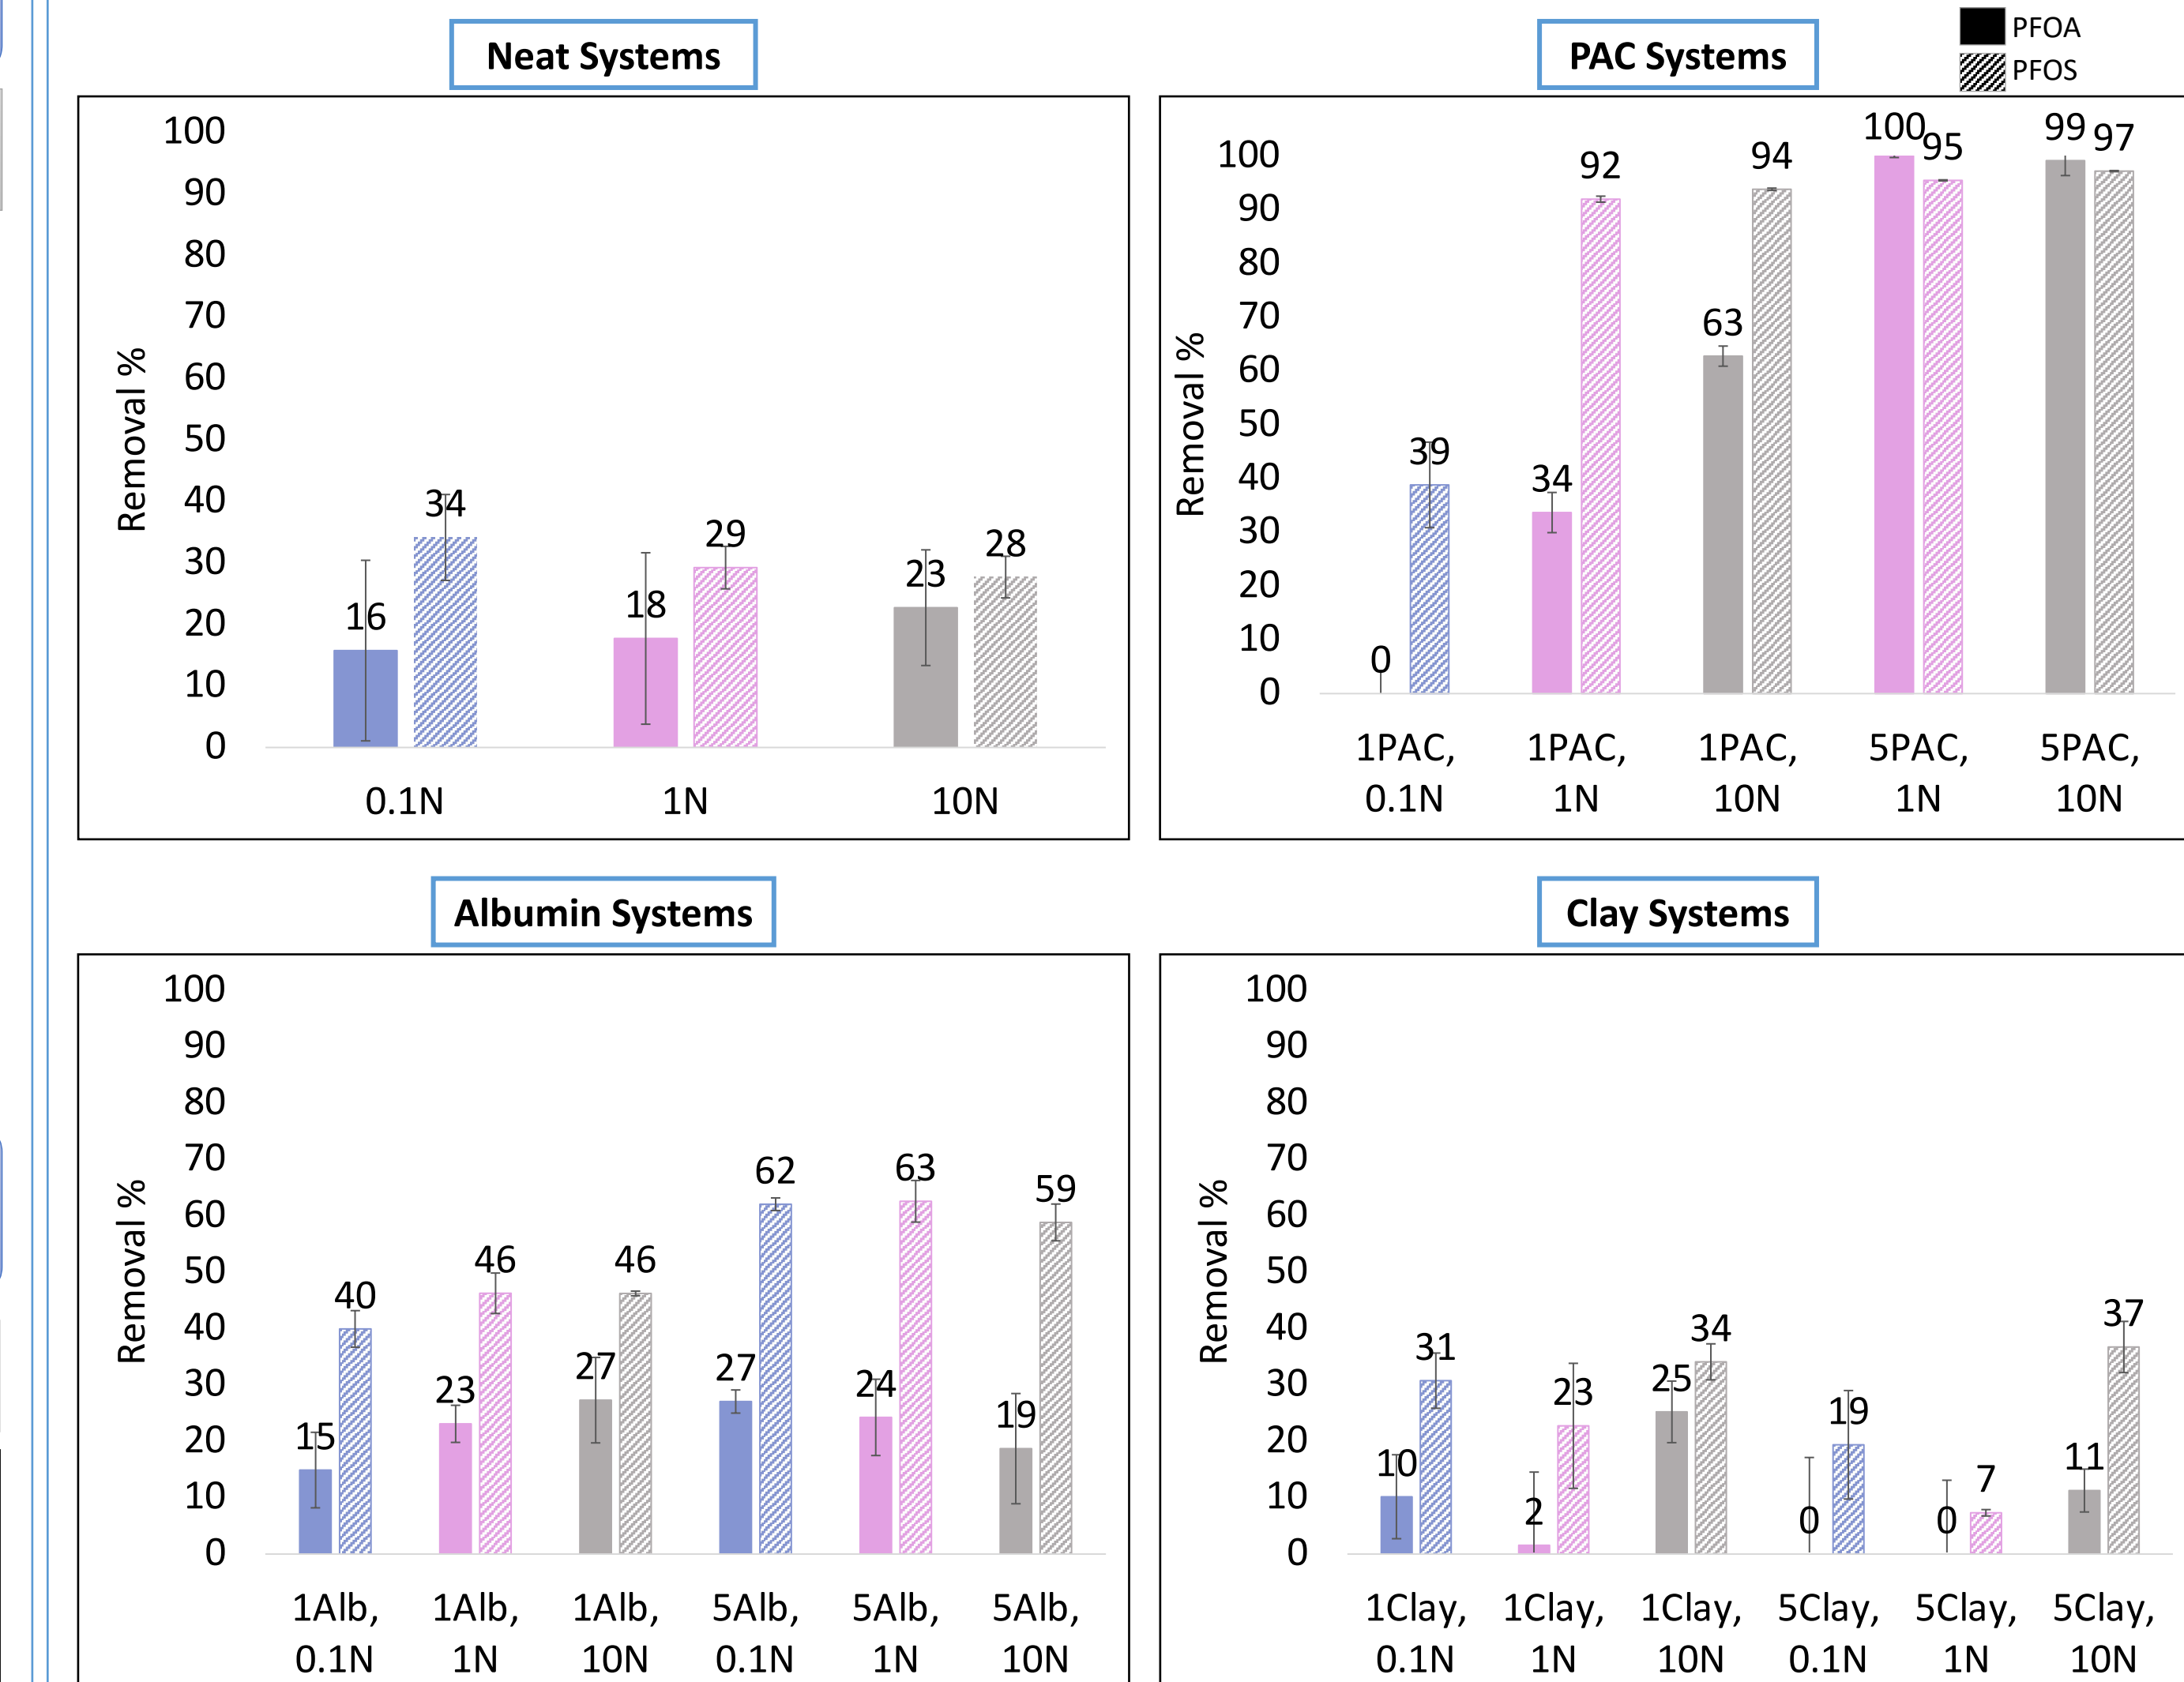 Neat Systems
100
90
80
70
60
50
40
30
20
10
0
Removal %
16
34
18
29
23
28
0.1N
1N
10N
PAC Systems
PFOA
PFOS
100
90
80
70
60
50
40
30
20
10
0
Removal %
0
39
34
92
63
94
100
95
99
97
1PAC,
0.1N
1PAC,
1N
1PAC,
10N
5PAC,
1N
5PAC,
10N
Albumin Systems
100
90
80
70
60
50
40
30
20
10
0
Removal %
15
40
23
46
27
46
27
62
24
63
19
59
1Alb,
0.1N
1Alb,
1N
1Alb,
10N
5Alb,
0.1N
5Alb,
1N
5Alb,
10N
Clay Systems
100
90
80
70
60
50
40
30
20
10
0
Removal %
10
31
2
23
25
34
0
19
0
7
11
37
1Clay,
0.1N
1Clay,
1N
1Clay,
10N
5Clay,
0.1N
5Clay,
1N
5Clay,
10N